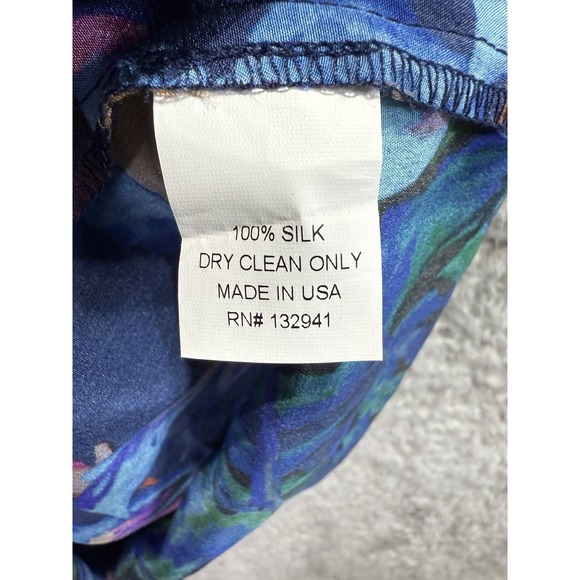 100% SILK
DRY CLEAN ONLY
MADE IN USA
RN# 132941